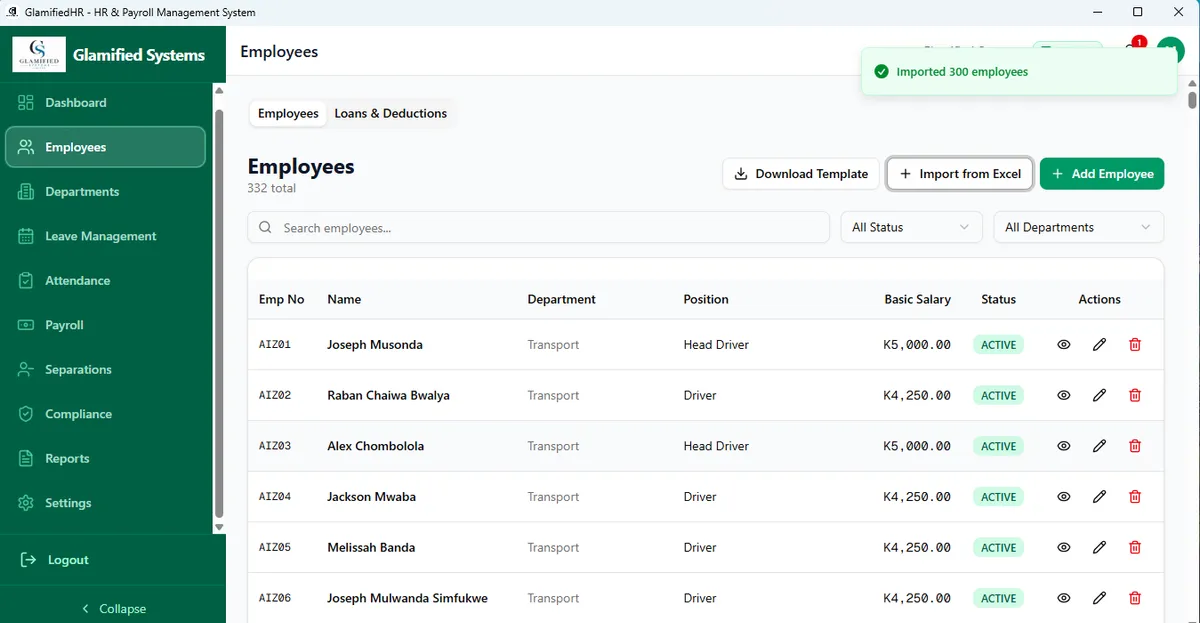 GlamifiedHR - HR & Payroll Management System
GLAMIFIED
Glamified Systems
Employees
1
Imported 300 employees
Dashboard
Employees
Departments
Leave Management
Attendance
Payroll
Separations
Compliance
Reports
Settings
Logout
Collapse
Employees Loans & Deductions
Employees
332 total
Download Template
Import from Excel
Add Employee
Search employees...
All Status
All Departments
Emp No Name Department Position Basic Salary Status Actions
AIZ01 Joseph Musonda Transport Head Driver K5,000.00 ACTIVE
AIZ02 Raban Chaiwa Bwalya Transport Driver K4,250.00 ACTIVE
AIZ03 Alex Chombolola Transport Head Driver K5,000.00 ACTIVE
AIZ04 Jackson Mwaba Transport Driver K4,250.00 ACTIVE
AIZ05 Melissah Banda Transport Driver K4,250.00 ACTIVE
AIZ06 Joseph Mulwanda Simfukwe Transport Driver K4,250.00 ACTIVE